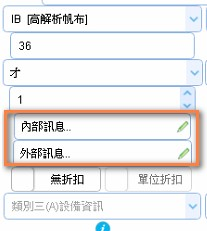 IB [高解析帆布]
36
才
1
內部訊息...
外部訊息...
無折扣 單位折扣
類別三(A)設備資訊
i